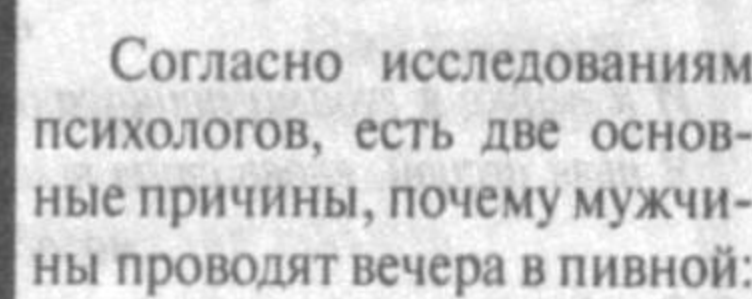 Согласно исследованиям
психологов, есть две основ-
ные причины, почему мужчи-
ны проводят вечера в пивной: